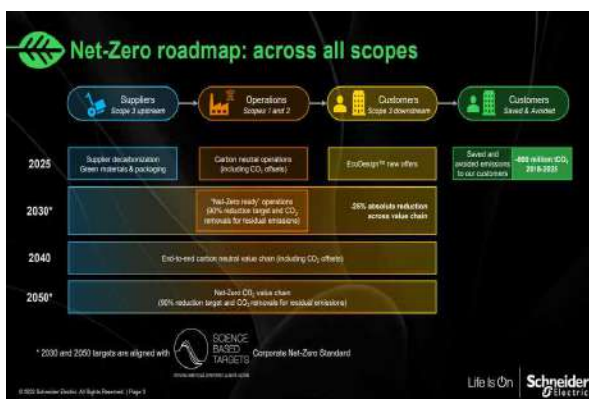 Net-Zero roadmap: across all scopes
Suppliers
Scope 3 upstream
Operations
Scopes 1 and 2
Customers
Scope 3 downstream
Customers
Saved & Avoided
2025
Supplier decarbonization
Green materials & packaging
Carbon neutral operations
(including CO₂ offsets)
EcoDesign™ new offers
Saved and
avoided emissions
to our customers
-800 million tCO₂
2018-2025
2030*
"Net-Zero ready" operations
(90% reduction target and CO₂
removals for residual emissions)
-25% absolute reduction
across value chain
2040
End-to-end carbon neutral value chain (including CO₂ offsets)
2050*
Net-Zero CO₂ value chain
(90% reduction target and CO₂ removals for residual emissions)
* 2030 and 2050 targets are aligned with
SCIENCE
BASED
TARGETS
Corporate Net-Zero Standard
Schneider Electric. All Rights Reserved. | Page
Life Is On
Schneider
Electric